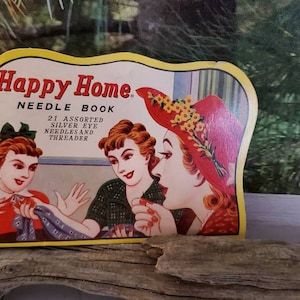 Happy Home
NEEDLE BOOK
21 ASSORTED
SILVER EYE
NEEDLES AND
THREADER